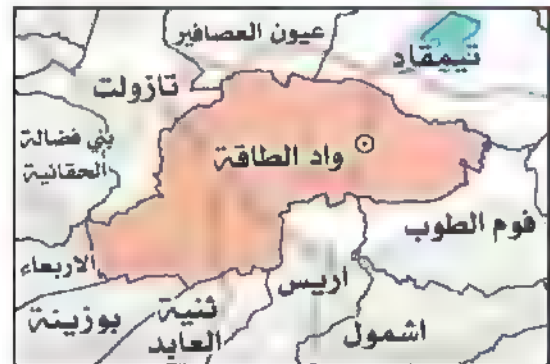 عيون العصافير
تيمقاد
تازولت
بني فضالة
الحقانية
واد الطاقة
فوم الطوب
الاربعاء
اريس
ثنية
العابد
بوزينة
اشمول